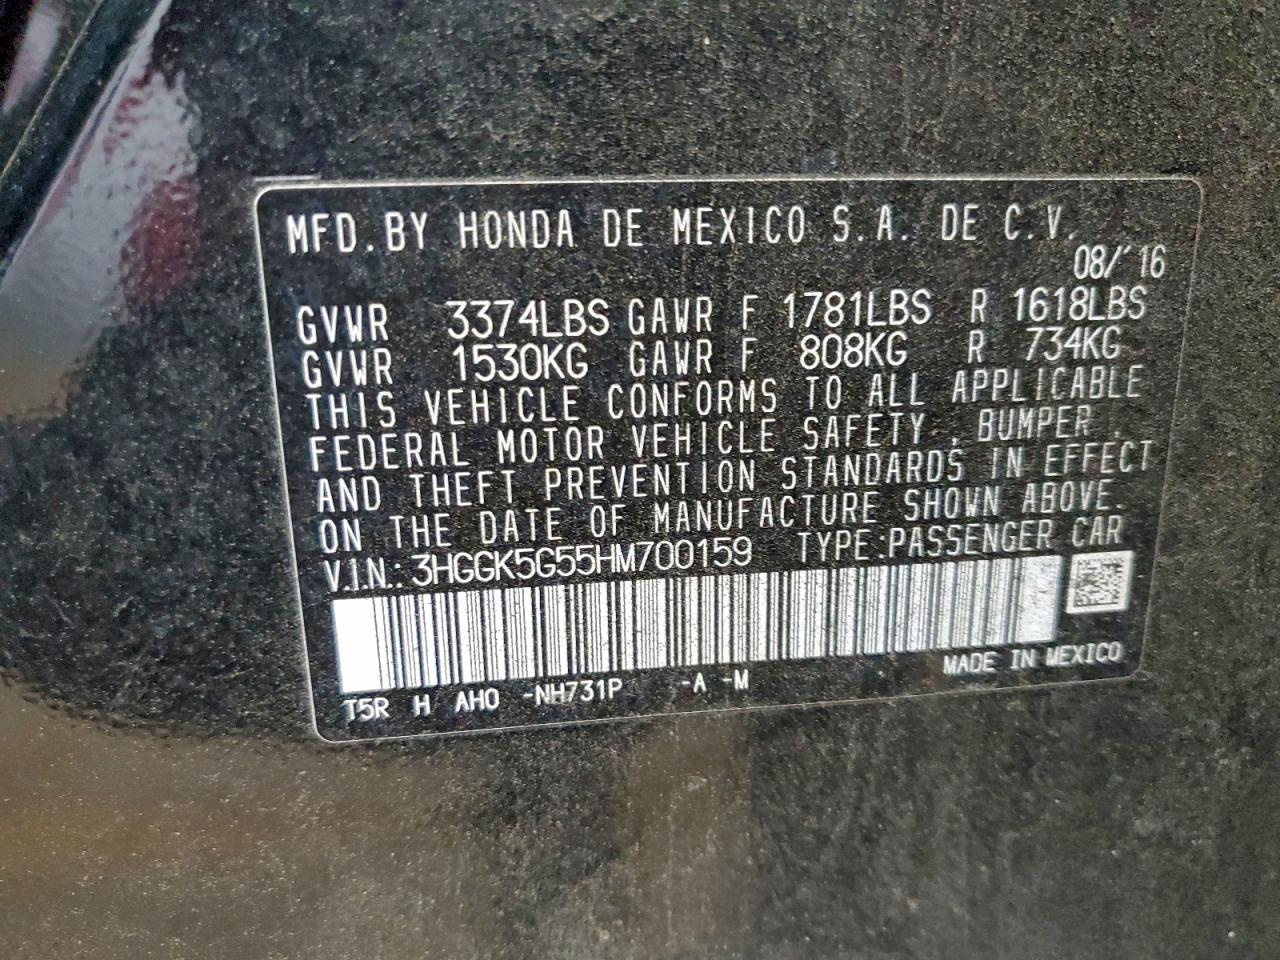 MFD.BY HONDA DE MEXICO S.A. DE C.V.
08/'16
GVWR 3374LBS GAWR F 1781LBS R 1618LBS
GVWR 1530KG GAWR F 808KG R 734KG
THIS VEHICLE CONFORMS TO ALL APPLICABLE
FEDERAL MOTOR VEHICLE SAFETY, BUMPER,
AND THEFT PREVENTION STANDARDS IN EFFECT
ON THE DATE OF MANUFACTURE SHOWN ABOVE.
V.I.N.: 3HGGK5G55HM700159 TYPE:PASSENGER CAR
MADE IN MEXICO
T5R H AHO -NH731P -A -M